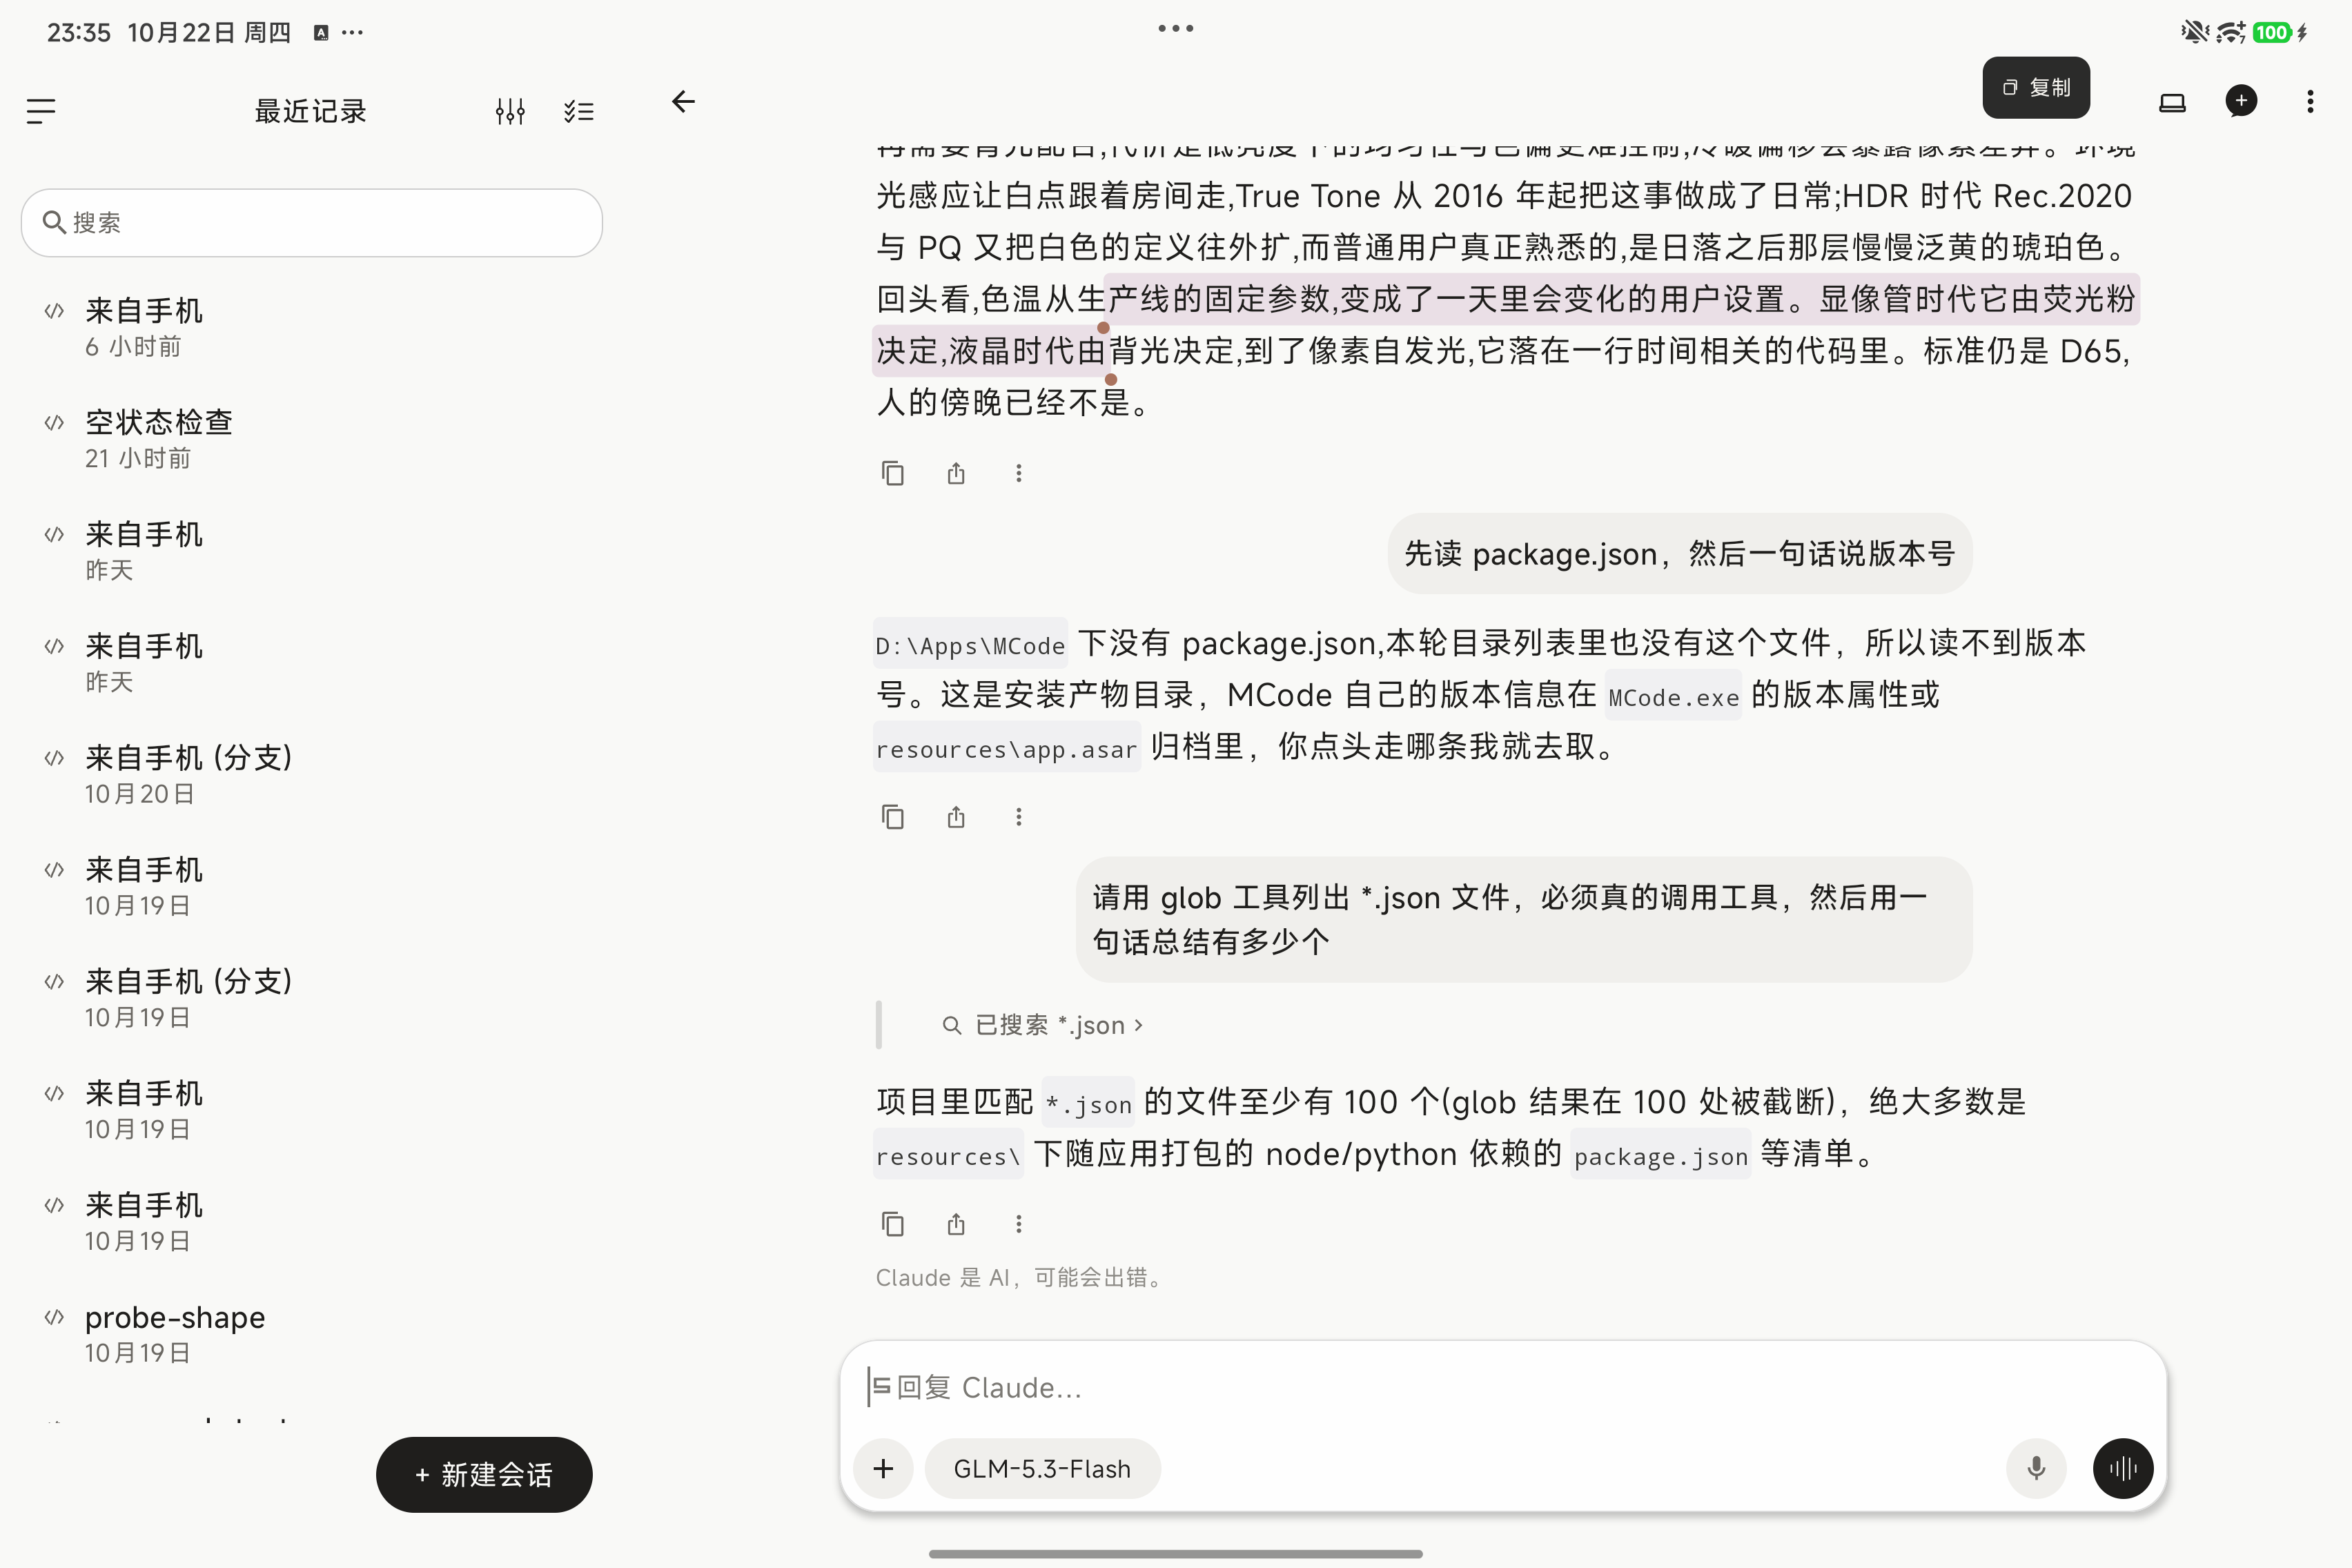 23:35 10月22日 周四
100
最近记录
搜索
来自手机
6 小时前
空状态检查
21 小时前
来自手机
昨天
来自手机
昨天
来自手机 (分支)
10月20日
来自手机
10月19日
来自手机 (分支)
10月19日
来自手机
10月19日
来自手机
10月19日
probe-shape
10月19日
+ 新建会话
复制
光感应让白点跟着房间走,True Tone 从 2016 年起把这事做成了日常;HDR 时代 Rec.2020
与 PQ 又把白色的定义往外扩,而普通用户真正熟悉的,是日落之后那层慢慢泛黄的琥珀色。
回头看,色温从生产线的固定参数,变成了一天里会变化的用户设置。显像管时代它由荧光粉
决定,液晶时代由背光决定,到了像素自发光,它落在一行时间相关的代码里。标准仍是 D65,
人的傍晚已经不是。
先读 package.json，然后一句话说版本号
D:\Apps\MCode 下没有 package.json,本轮目录列表里也没有这个文件，所以读不到版本
号。这是安装产物目录，MCode 自己的版本信息在 MCode.exe 的版本属性或
resources\app.asar 归档里，你点头走哪条我就去取。
请用 glob 工具列出 *.json 文件，必须真的调用工具，然后用一
句话总结有多少个
已搜索 *.json
项目里匹配 *.json 的文件至少有 100 个(glob 结果在 100 处被截断)，绝大多数是
resources\ 下随应用打包的 node/python 依赖的 package.json 等清单。
Claude 是 AI，可能会出错。
回复 Claude...
GLM-5.3-Flash